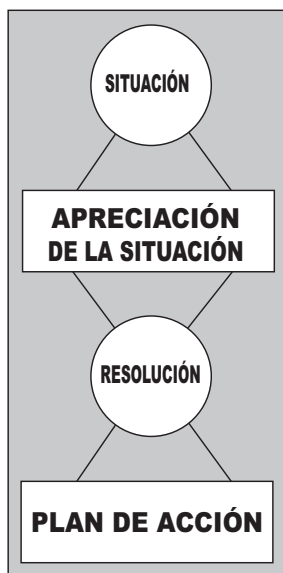 SITUACIÓN
APRECIACIÓN
DE LA SITUACIÓN
RESOLUCIÓN
PLAN DE ACCIÓN